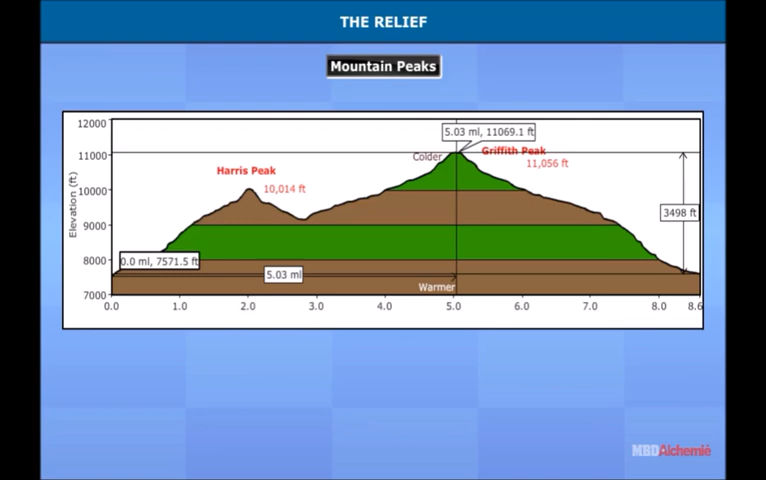 THE RELIEF
Mountain Peaks
12000
11000
10000
9000
8000
7000
Elevation (ft)
5.03 ml, 11069.1 ft
Colder
Griffith Peak
11,056 ft
Harris Peak
10,014 ft
3498 ft
0.0 ml, 7571.5 ft
5.03 ml
Warmer
0.0 1.0 2.0 3.0 4.0 5.0 6.0 7.0 8.0 8.6
MBDAlchemié